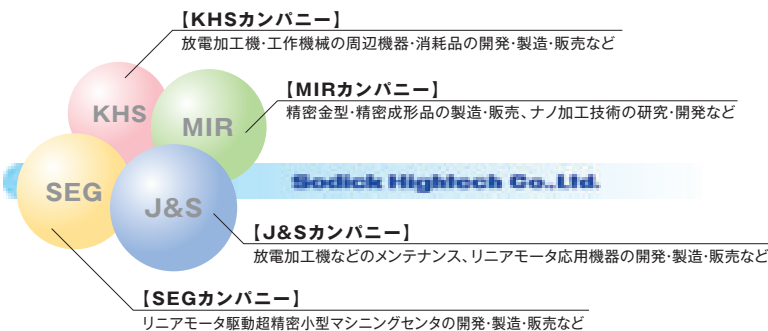 【KHSカンパニー】
放電加工機・工作機械の周辺機器・消耗品の開発・製造・販売など
【MIRカンパニー】
精密金型・精密成形品の製造・販売、ナノ加工技術の研究・開発など
KHS
MIR
SEG
J&S
Sodick Hightech Co.,Ltd.
【J&Sカンパニー】
放電加工機などのメンテナンス、リニアモータ応用機器の開発・製造・販売など
【SEGカンパニー】
リニアモータ駆動超精密小型マシニングセンタの開発・製造・販売など